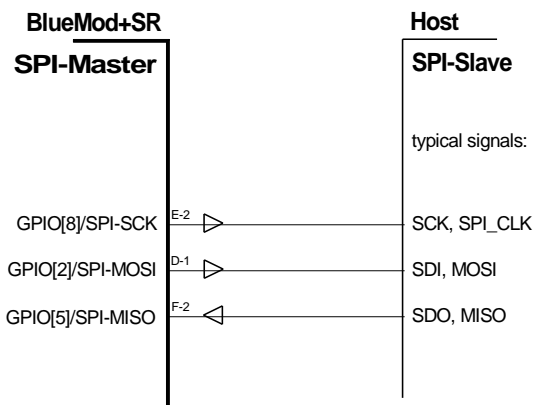 BlueMod+SR Host
SPI-Master SPI-Slave
typical signals:
GPIO[8]/SPI-SCK E-2 SCK, SPI_CLK
GPIO[2]/SPI-MOSI D-1 SDI, MOSI
GPIO[5]/SPI-MISO F-2 SDO, MISO